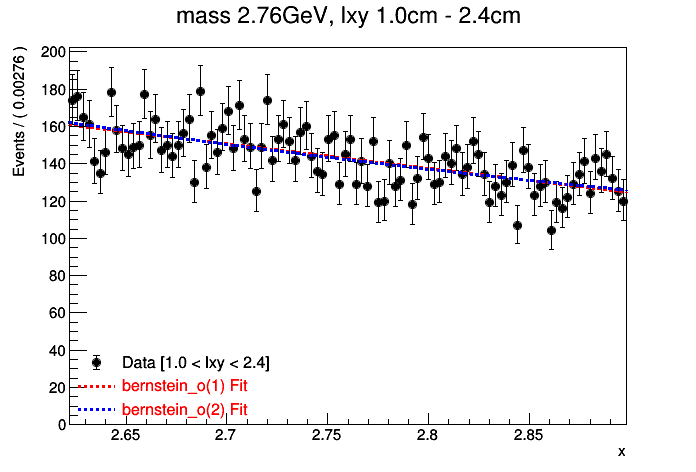 mass 2.76GeV, lxy 1.0cm - 2.4cm
Events / ( 0.00276 )
200
180
160
140
120
100
80
60
40
20
0
Data [1.0 < lxy < 2.4]
bernstein_o(1) Fit
bernstein_o(2) Fit
2.65 2.7 2.75 2.8 2.85
x